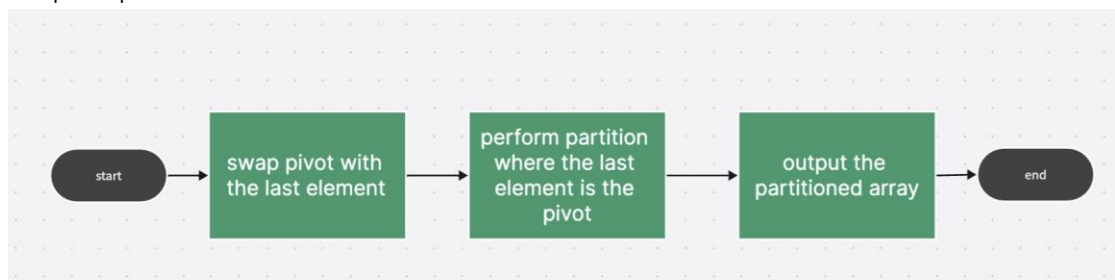 start
swap pivot with
the last element
perform partition
where the last
element is the
pivot
output the
partitioned array
end